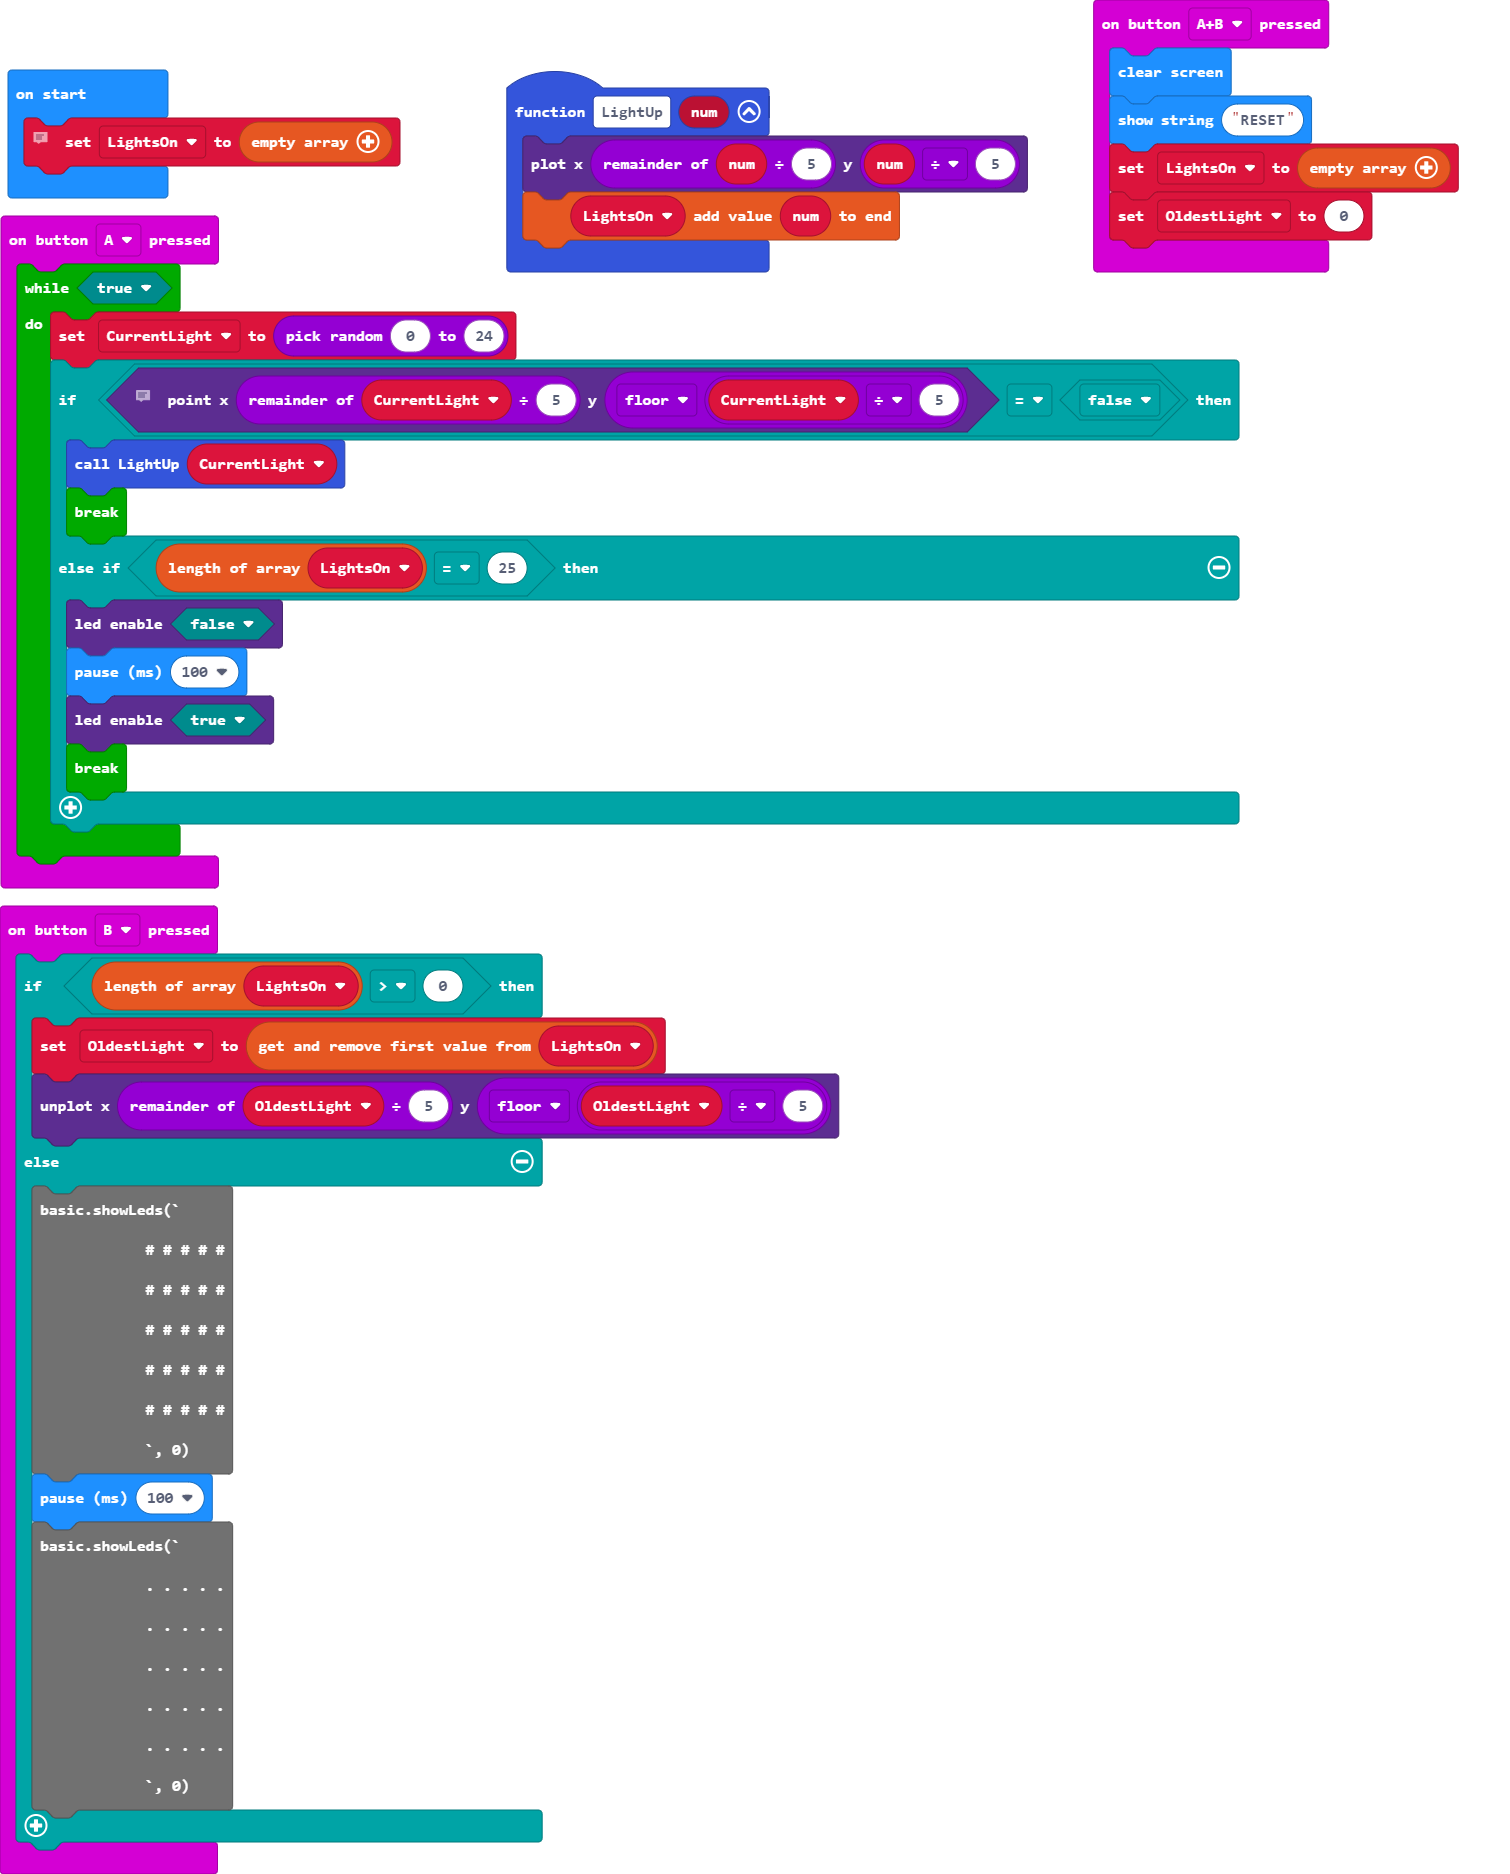 on start
set LightsOn to empty array
function LightUp num
plot x remainder of num ÷ 5 y num ÷ 5
LightsOn add value num to end
on button A+B pressed
clear screen
show string "RESET"
set LightsOn to empty array
set OldestLight to 0
on button A pressed
while true
do set CurrentLight to pick random 0 to 24
if point x remainder of CurrentLight ÷ 5 y floor CurrentLight ÷ 5 = false then
call LightUp CurrentLight
break
else if length of array LightsOn = 25 then
led enable false
pause (ms) 100
led enable true
break
on button B pressed
if length of array LightsOn > 0 then
set OldestLight to get and remove first value from LightsOn
unplot x remainder of OldestLight ÷ 5 y floor OldestLight ÷ 5
else
basic.showLeds(`
# # # # #
# # # # #
# # # # #
# # # # #
# # # # #
`, 0)
pause (ms) 100
basic.showLeds(`
. . . . .
. . . . .
. . . . .
. . . . .
. . . . .
`, 0)